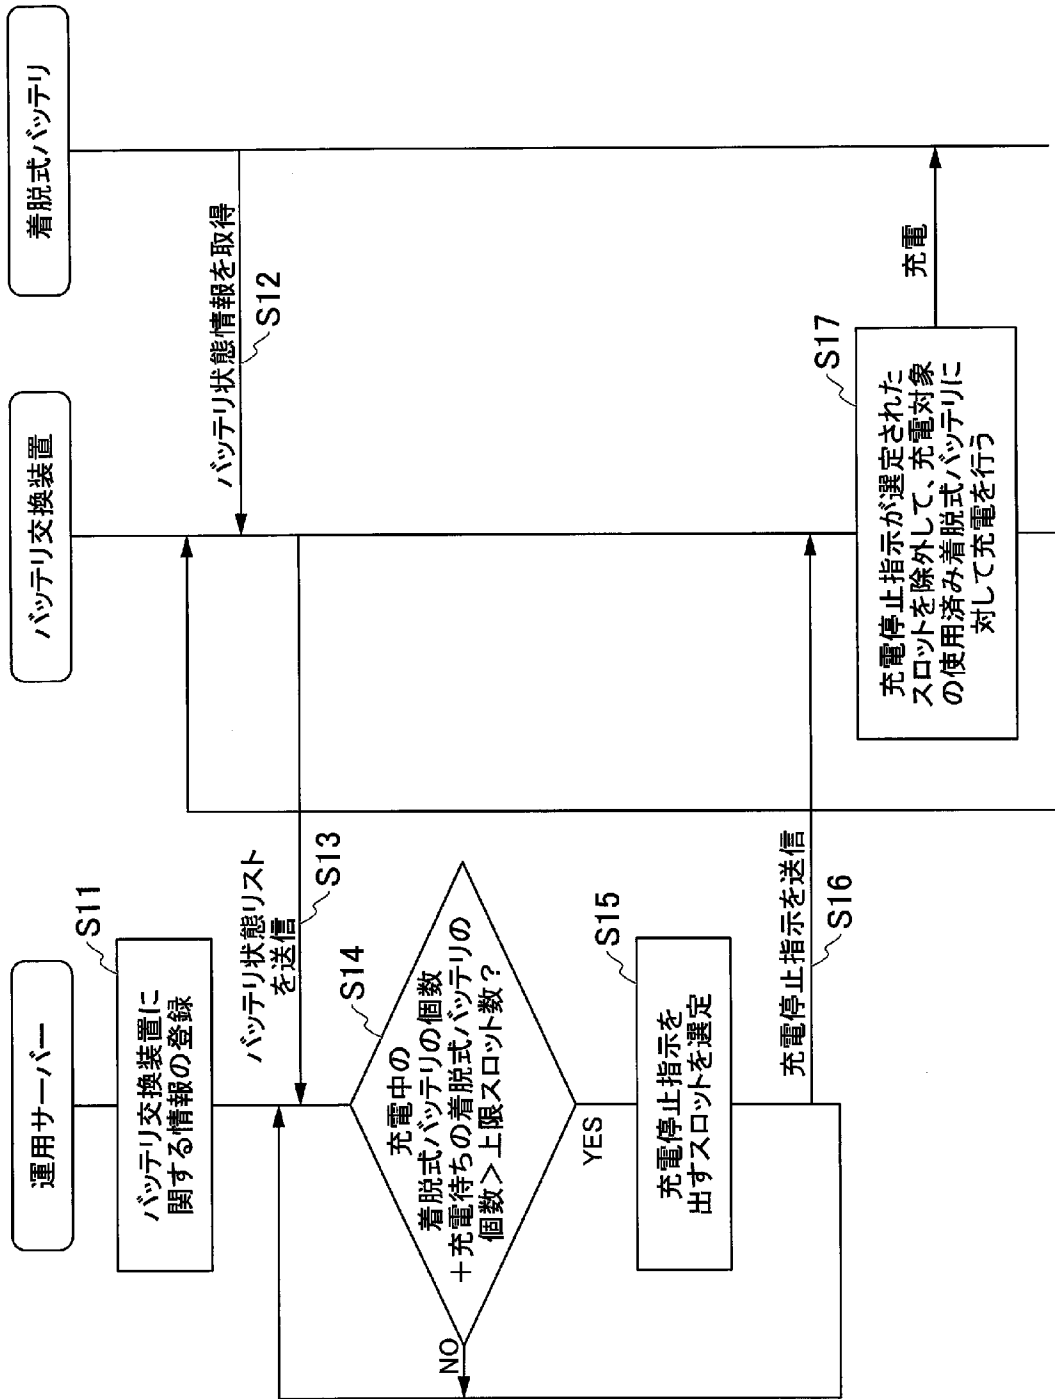 運用サーバー
バッテリ交換装置
着脱式バッテリ
S11
バッテリ交換装置に
関する情報の登録
バッテリ状態情報を取得
S12
バッテリ状態リスト
を送信
S13
S14
充電中の
着脱式バッテリの個数
＋充電待ちの着脱式バッテリの
個数＞上限スロット数？
NO
YES
S15
充電停止指示を
出すスロットを選定
充電停止指示を送信
S16
S17
充電停止指示が選定された
スロットを除外して、充電対象
の使用済み着脱式バッテリに
対して充電を行う
充電